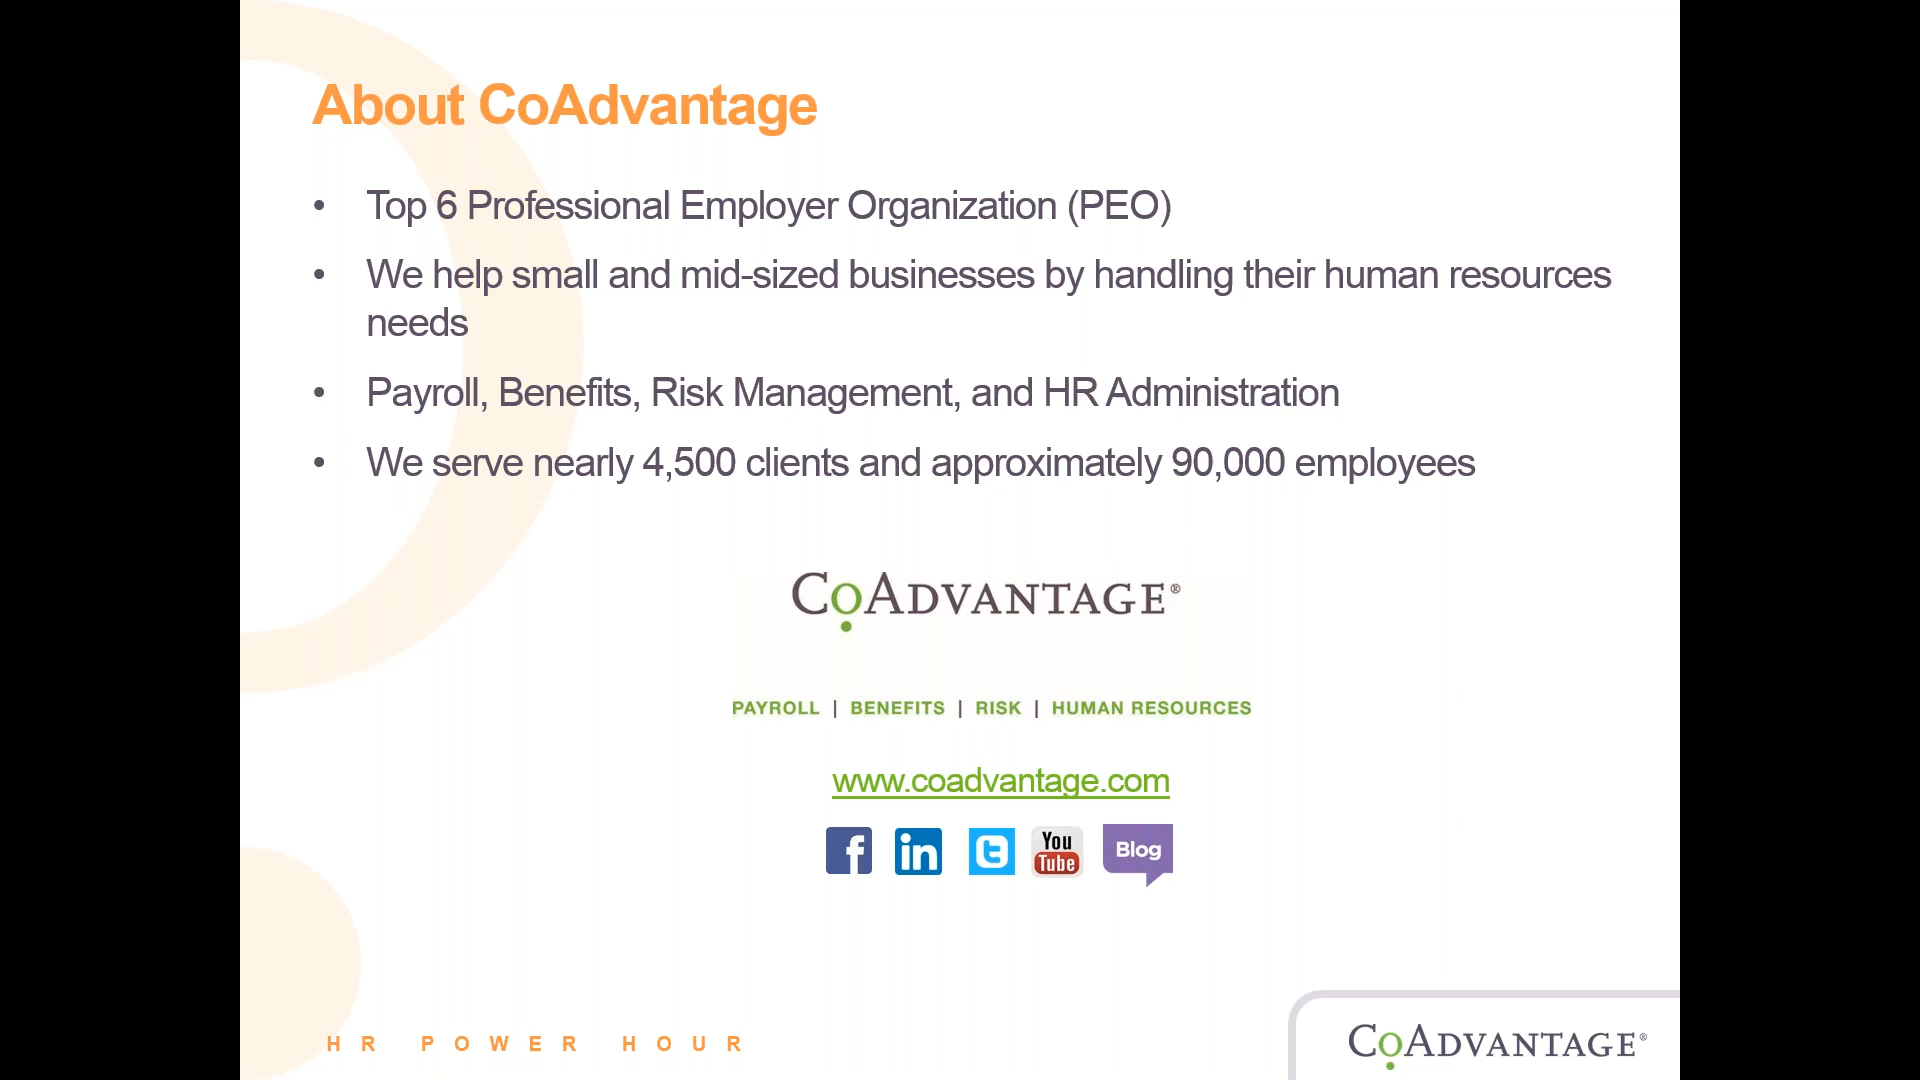 About CoAdvantage
• Top 6 Professional Employer Organization (PEO)
• We help small and mid-sized businesses by handling their human resources
needs
• Payroll, Benefits, Risk Management, and HR Administration
• We serve nearly 4,500 clients and approximately 90,000 employees
CoAdvantage®
PAYROLL | BENEFITS | RISK | HUMAN RESOURCES
www.coadvantage.com
f in t You Tube Blog
HR POWER HOUR
CoAdvantage®